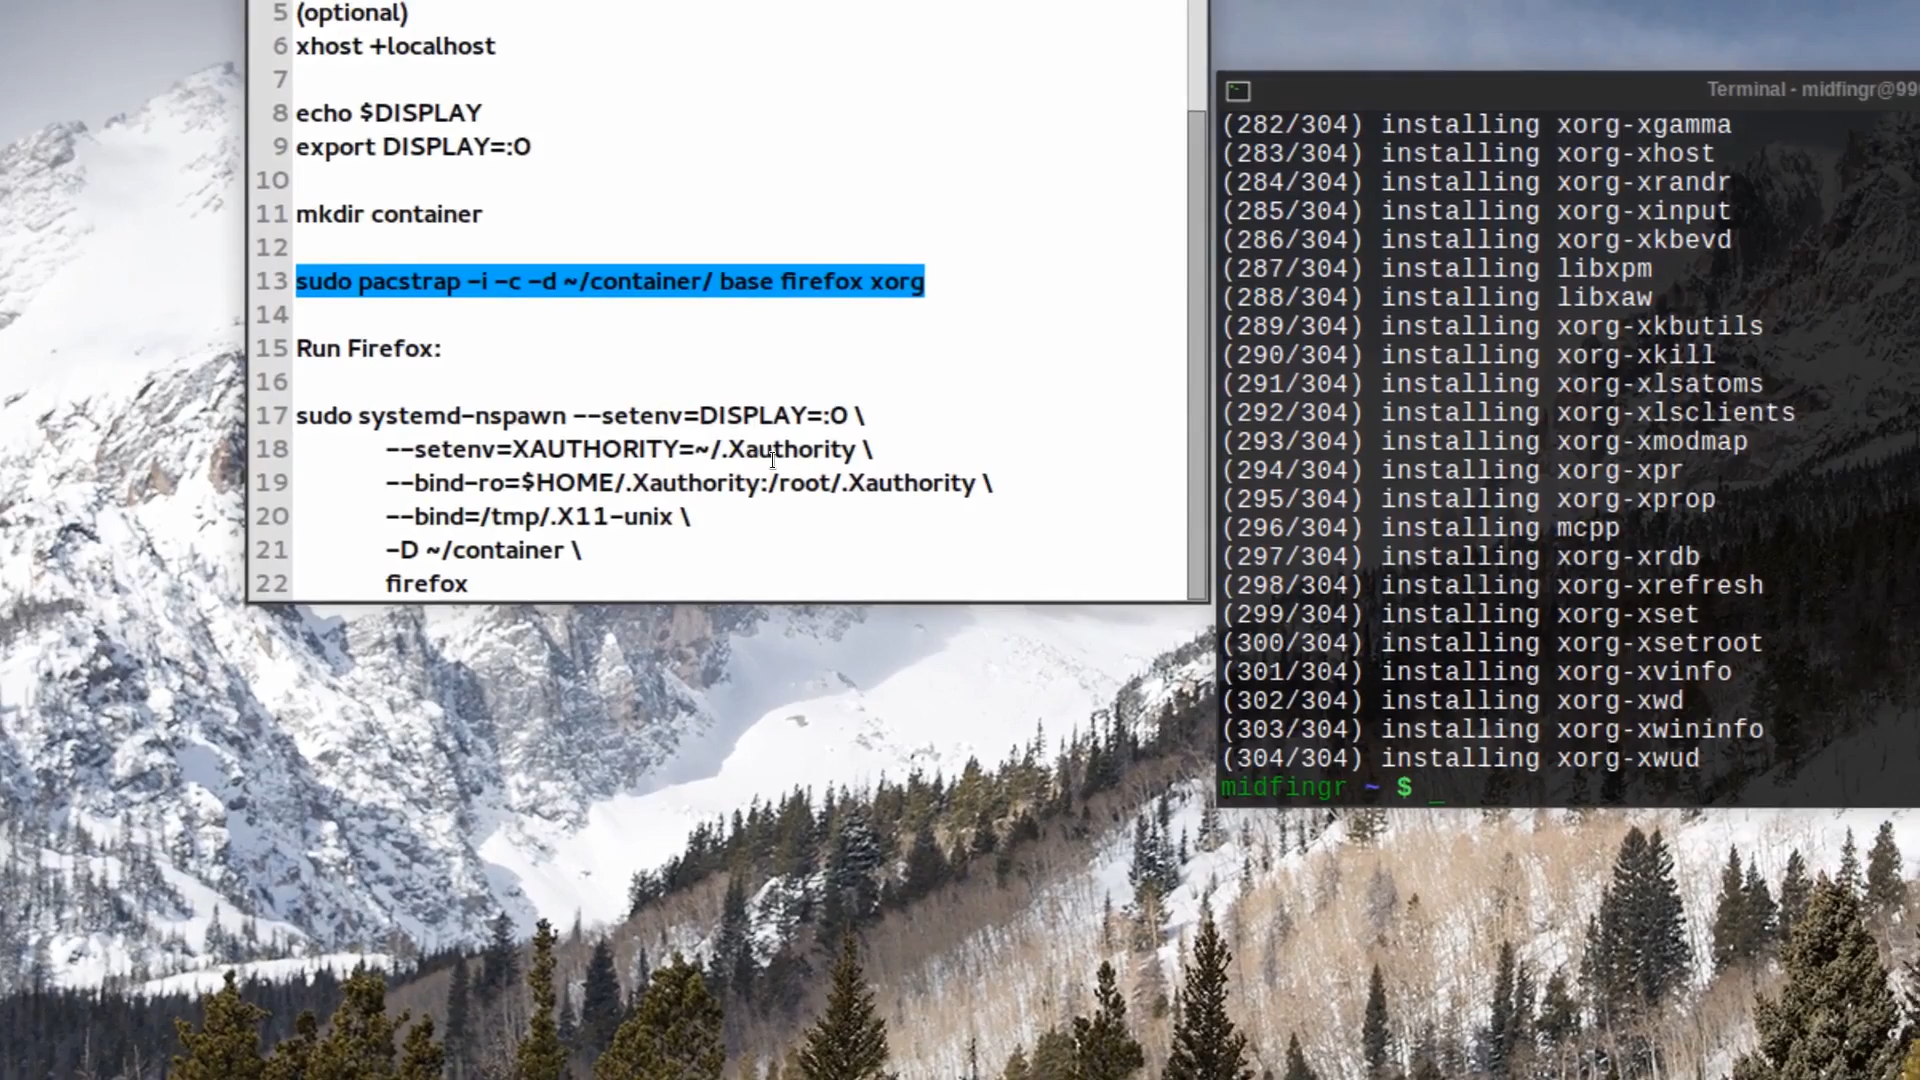 5 (optional)
6 xhost +localhost
7
8 echo $DISPLAY
9 export DISPLAY=:0
10
11 mkdir container
12
13 sudo pacstrap -i -c -d ~/container/ base firefox xorg
14
15 Run Firefox:
16
17 sudo systemd-nspawn --setenv=DISPLAY=:0 \
18 --setenv=XAUTHORITY=~/.Xauthority \
19 --bind-ro=$HOME/.Xauthority:/root/.Xauthority \
20 --bind=/tmp/.X11-unix \
21 -D ~/container \
22 firefox
Terminal - midfingr@99
(282/304) installing xorg-xgamma
(283/304) installing xorg-xhost
(284/304) installing xorg-xrandr
(285/304) installing xorg-xinput
(286/304) installing xorg-xkbevd
(287/304) installing libxpm
(288/304) installing libxaw
(289/304) installing xorg-xkbutils
(290/304) installing xorg-xkill
(291/304) installing xorg-xlsatoms
(292/304) installing xorg-xlsclients
(293/304) installing xorg-xmodmap
(294/304) installing xorg-xpr
(295/304) installing xorg-xprop
(296/304) installing mcpp
(297/304) installing xorg-xrdb
(298/304) installing xorg-xrefresh
(299/304) installing xorg-xset
(300/304) installing xorg-xsetroot
(301/304) installing xorg-xvinfo
(302/304) installing xorg-xwd
(303/304) installing xorg-xwininfo
(304/304) installing xorg-xwud
midfingr ~ $ _